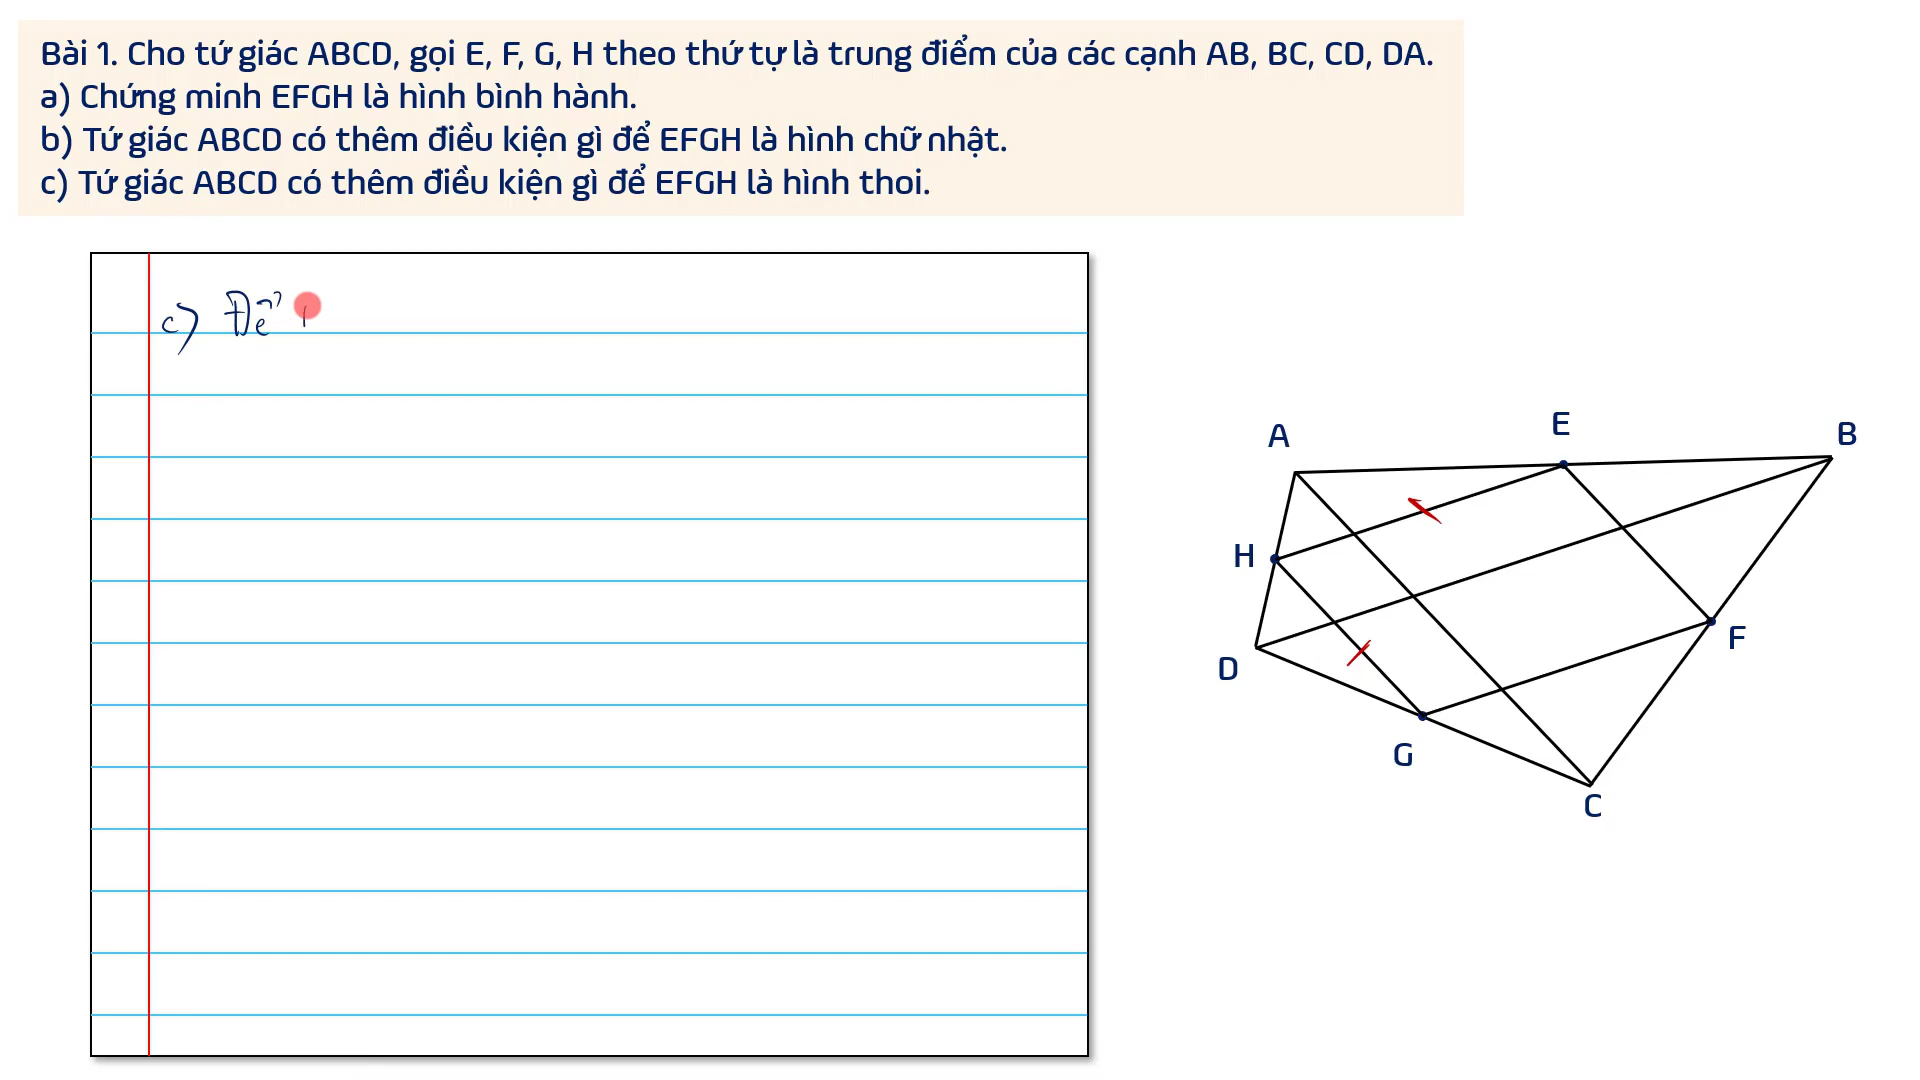 Bài 1. Cho tứ giác ABCD, gọi E, F, G, H theo thứ tự là trung điểm của các cạnh AB, BC, CD, DA.
a) Chứng minh EFGH là hình bình hành.
b) Tứ giác ABCD có thêm điều kiện gì để EFGH là hình chữ nhật.
c) Tứ giác ABCD có thêm điều kiện gì để EFGH là hình thoi.
c) Để
A
E
B
H
D
F
G
C